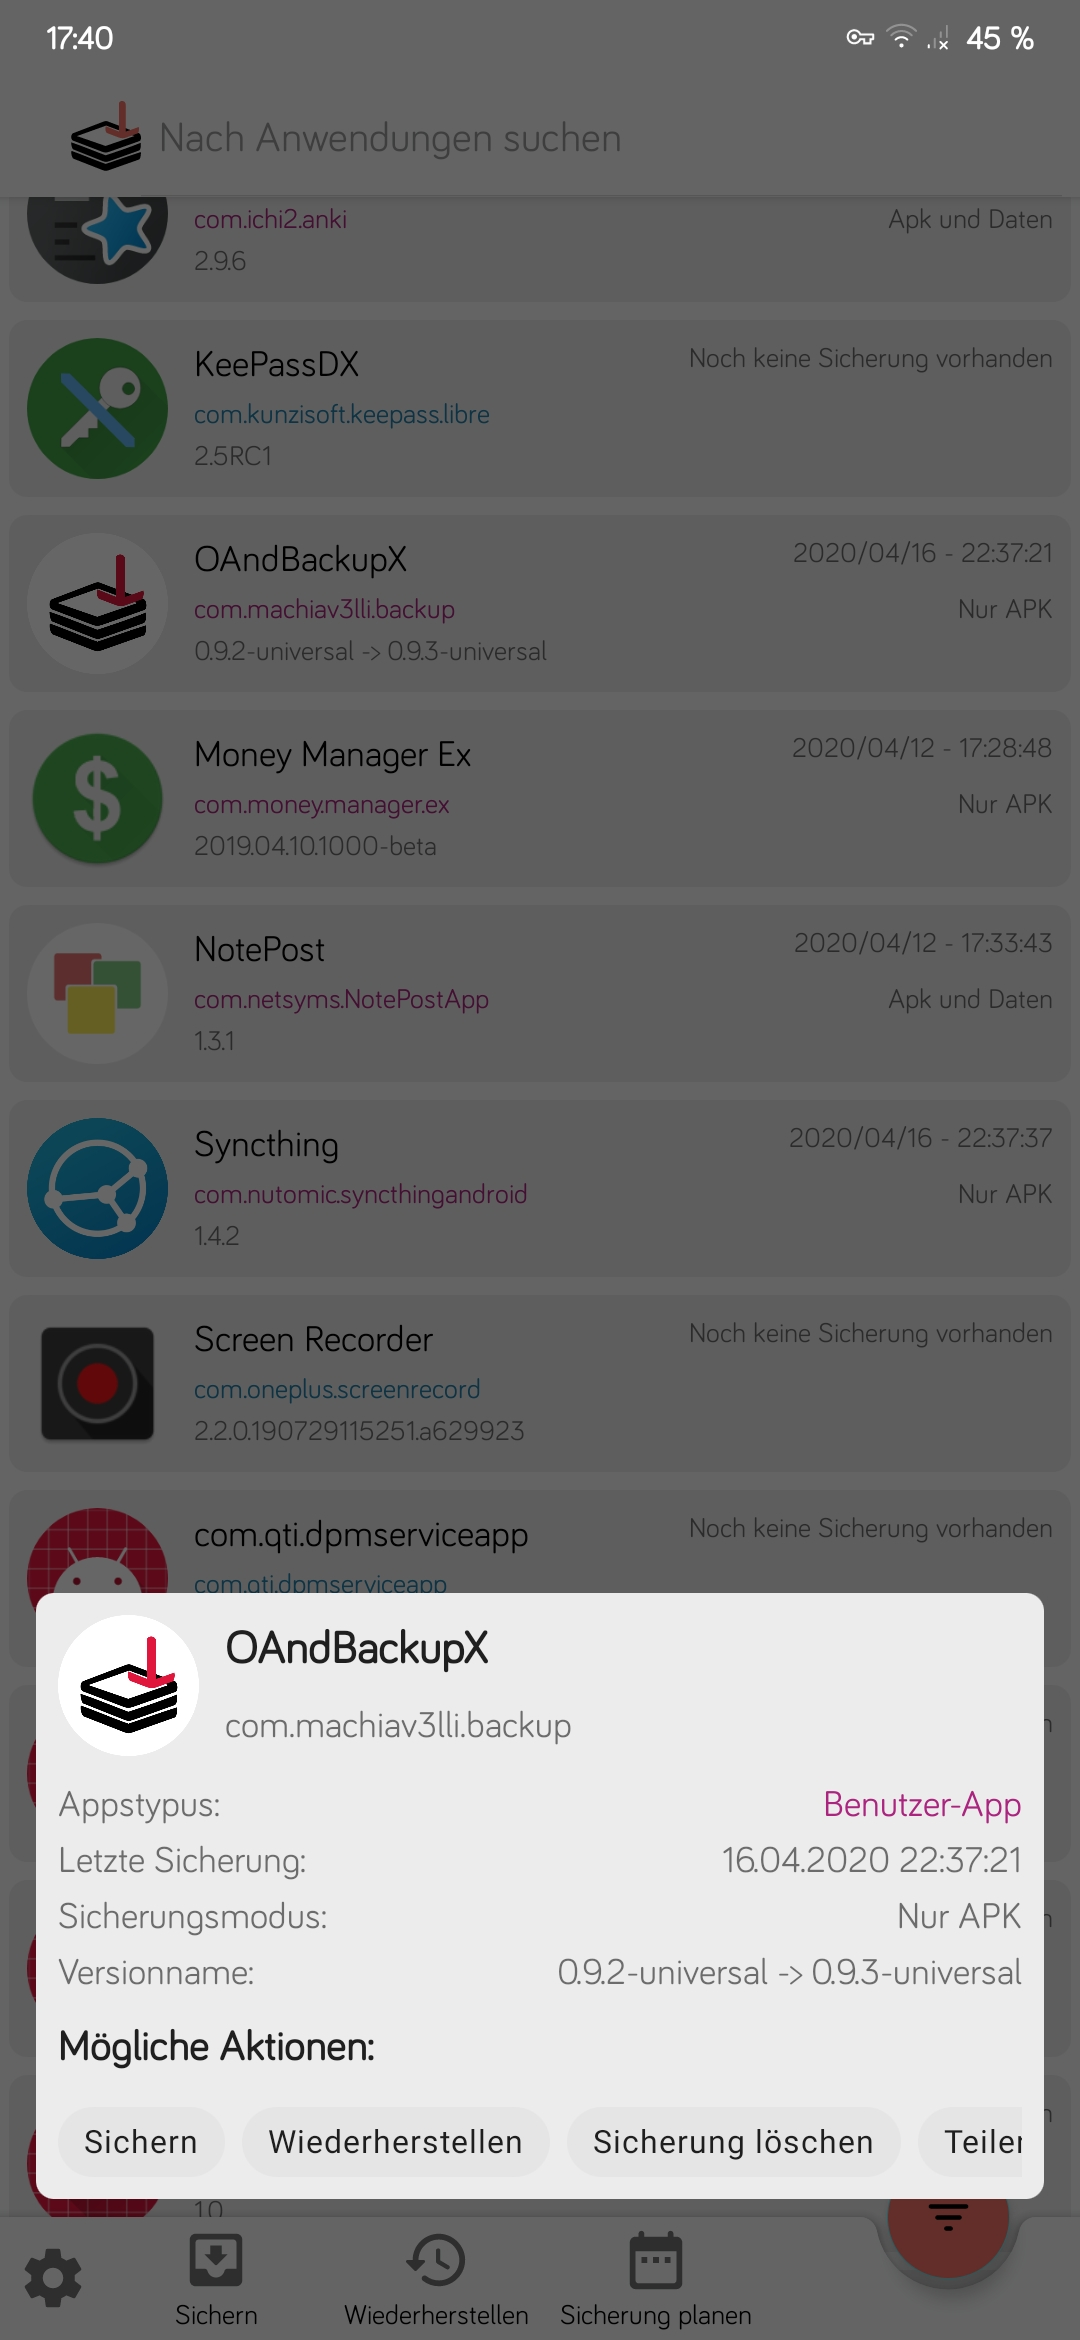 17:40
45 %
Nach Anwendungen suchen
com.ichi2.anki
Apk und Daten
2.9.6
KeePassDX
Noch keine Sicherung vorhanden
com.kunzisoft.keepass.libre
2.5RC1
OAndBackupX
2020/04/16 - 22:37:21
com.machiav3lli.backup
Nur APK
0.9.2-universal -> 0.9.3-universal
Money Manager Ex
2020/04/12 - 17:28:48
com.money.manager.ex
Nur APK
2019.04.10.1000-beta
NotePost
2020/04/12 - 17:33:43
com.netsyms.NotePostApp
Apk und Daten
1.3.1
Syncthing
2020/04/16 - 22:37:37
com.nutomic.syncthingandroid
Nur APK
1.4.2
Screen Recorder
Noch keine Sicherung vorhanden
com.oneplus.screenrecord
2.2.0.190729115251.a629923
com.qti.dpmserviceapp
Noch keine Sicherung vorhanden
com.qti.dpmserviceapp
OAndBackupX
com.machiav3lli.backup
Appstypus:
Benutzer-App
Letzte Sicherung:
16.04.2020 22:37:21
Sicherungsmodus:
Nur APK
Versionname:
0.9.2-universal -> 0.9.3-universal
Mögliche Aktionen:
Sichern
Wiederherstellen
Sicherung löschen
1.0
Sichern
Wiederherstellen
Sicherung planen